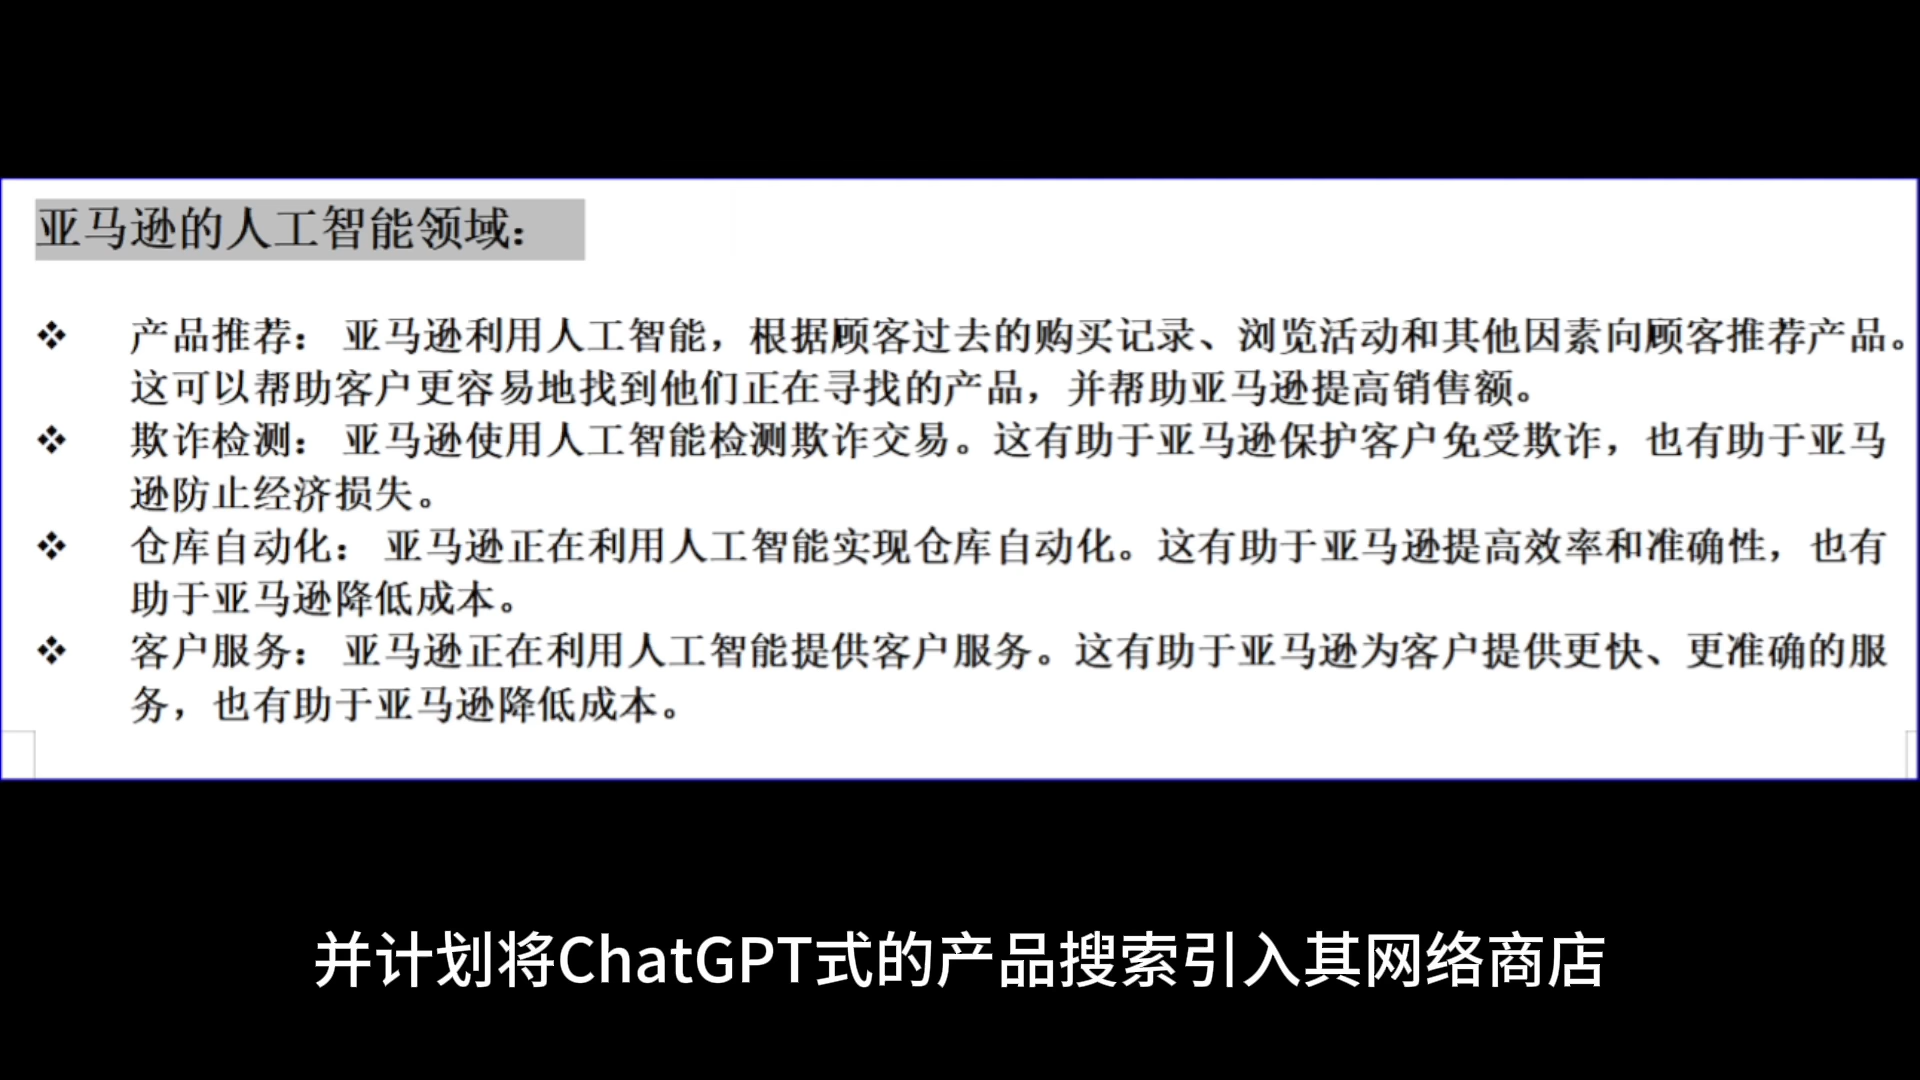 亚马逊的人工智能领域：
❖ 产品推荐： 亚马逊利用人工智能，根据顾客过去的购买记录、浏览活动和其他因素向顾客推荐产品。
这可以帮助客户更容易地找到他们正在寻找的产品，并帮助亚马逊提高销售额。
❖ 欺诈检测： 亚马逊使用人工智能检测欺诈交易。这有助于亚马逊保护客户免受欺诈，也有助于亚马
逊防止经济损失。
❖ 仓库自动化： 亚马逊正在利用人工智能实现仓库自动化。这有助于亚马逊提高效率和准确性，也有
助于亚马逊降低成本。
❖ 客户服务： 亚马逊正在利用人工智能提供客户服务。这有助于亚马逊为客户提供更快、更准确的服
务，也有助于亚马逊降低成本。
并计划将ChatGPT式的产品搜索引入其网络商店